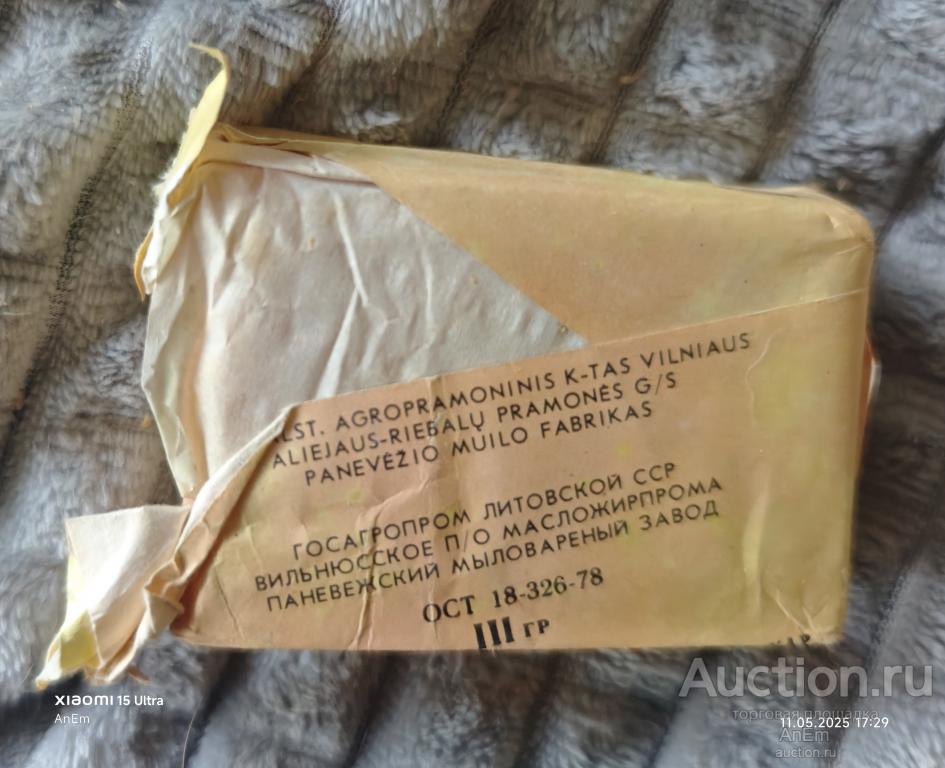 LST. AGROPRAMONINIS K-TAS VILNIAUS
ALIEJAUS-RIEBALŲ PRAMONĖS G/S
PANEVĖŽIO MUILO FABRIKAS
ГОСАГРОПРОМ ЛИТОВСКОЙ ССР
ВИЛЬНЮССКОЕ П/О МАСЛОЖИРПРОМА
ПАНЕВЕЖСКИЙ МЫЛОВАРЕНЫЙ ЗАВОД
ОСТ 18-326-78
III ГР
XIAOMI 15 Ultra
AnEm
Auction.ru
торговая площадка
11.05.2025 17:29
AnEm
auction.ru